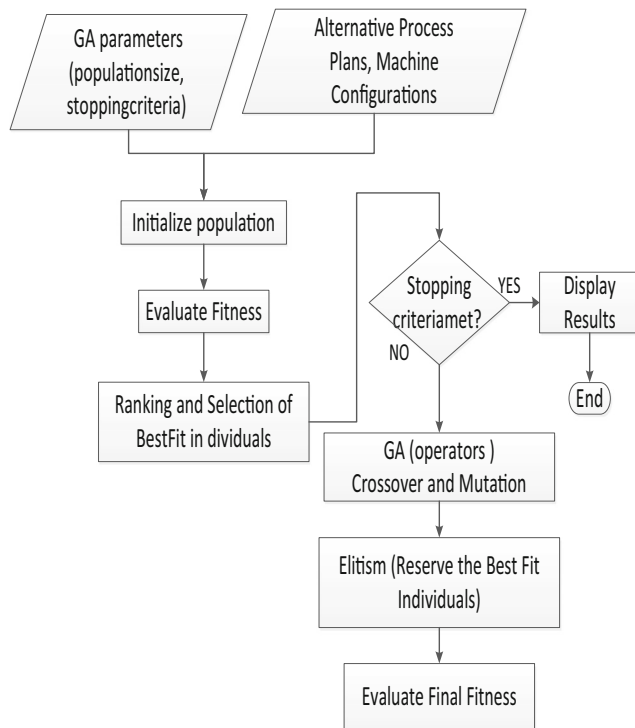 GA parameters
(populationsize,
stoppingcriteria)
Alternative Process
Plans, Machine
Configurations
Initialize population
Evaluate Fitness
Ranking and Selection of
BestFit in dividuals
Stopping
criteriamet?
YES
NO
Display
Results
End
GA (operators )
Crossover and Mutation
Elitism (Reserve the Best Fit
Individuals)
Evaluate Final Fitness